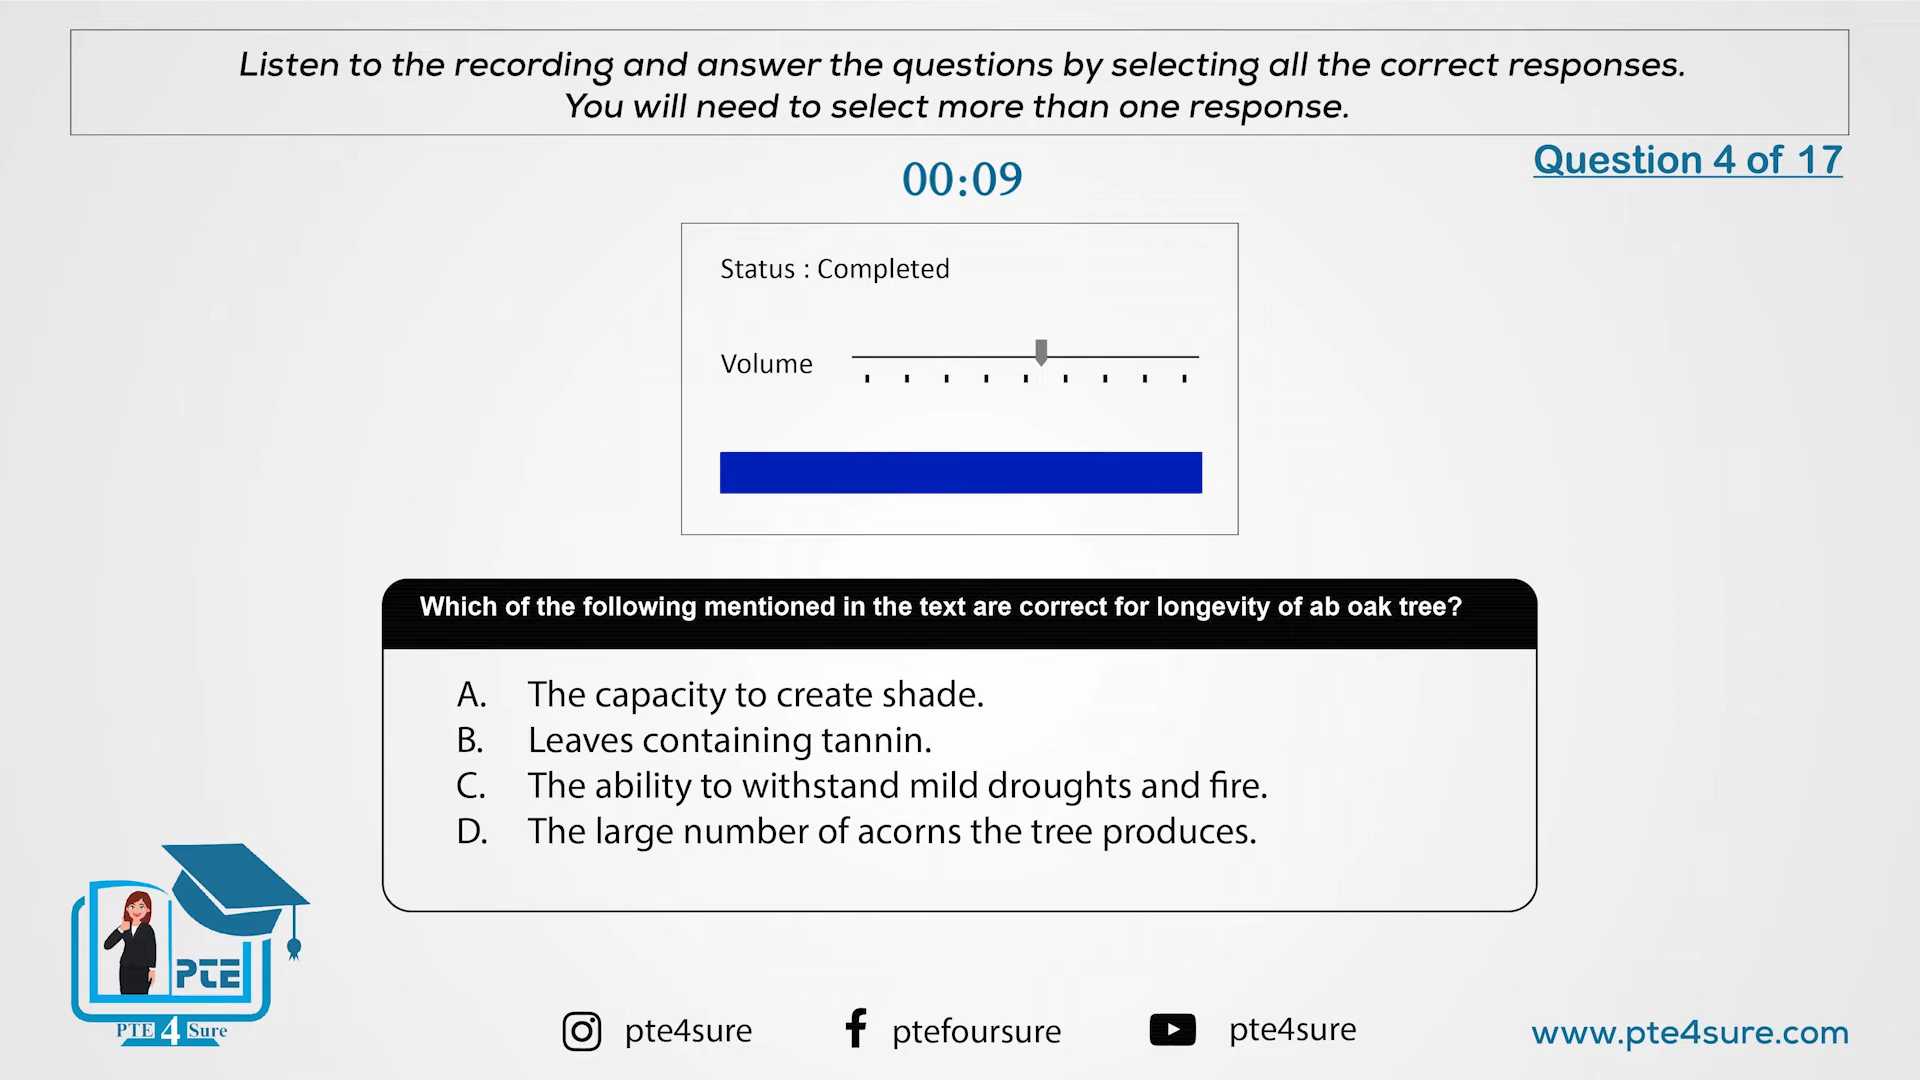 Listen to the recording and answer the questions by selecting all the correct responses.
You will need to select more than one response.
00:09
Question 4 of 17
Status : Completed
Volume
Which of the following mentioned in the text are correct for longevity of ab oak tree?
A. The capacity to create shade.
B. Leaves containing tannin.
C. The ability to withstand mild droughts and fire.
D. The large number of acorns the tree produces.
PTE
PTE 4 Sure
pte4sure
ptefoursure
pte4sure
www.pte4sure.com